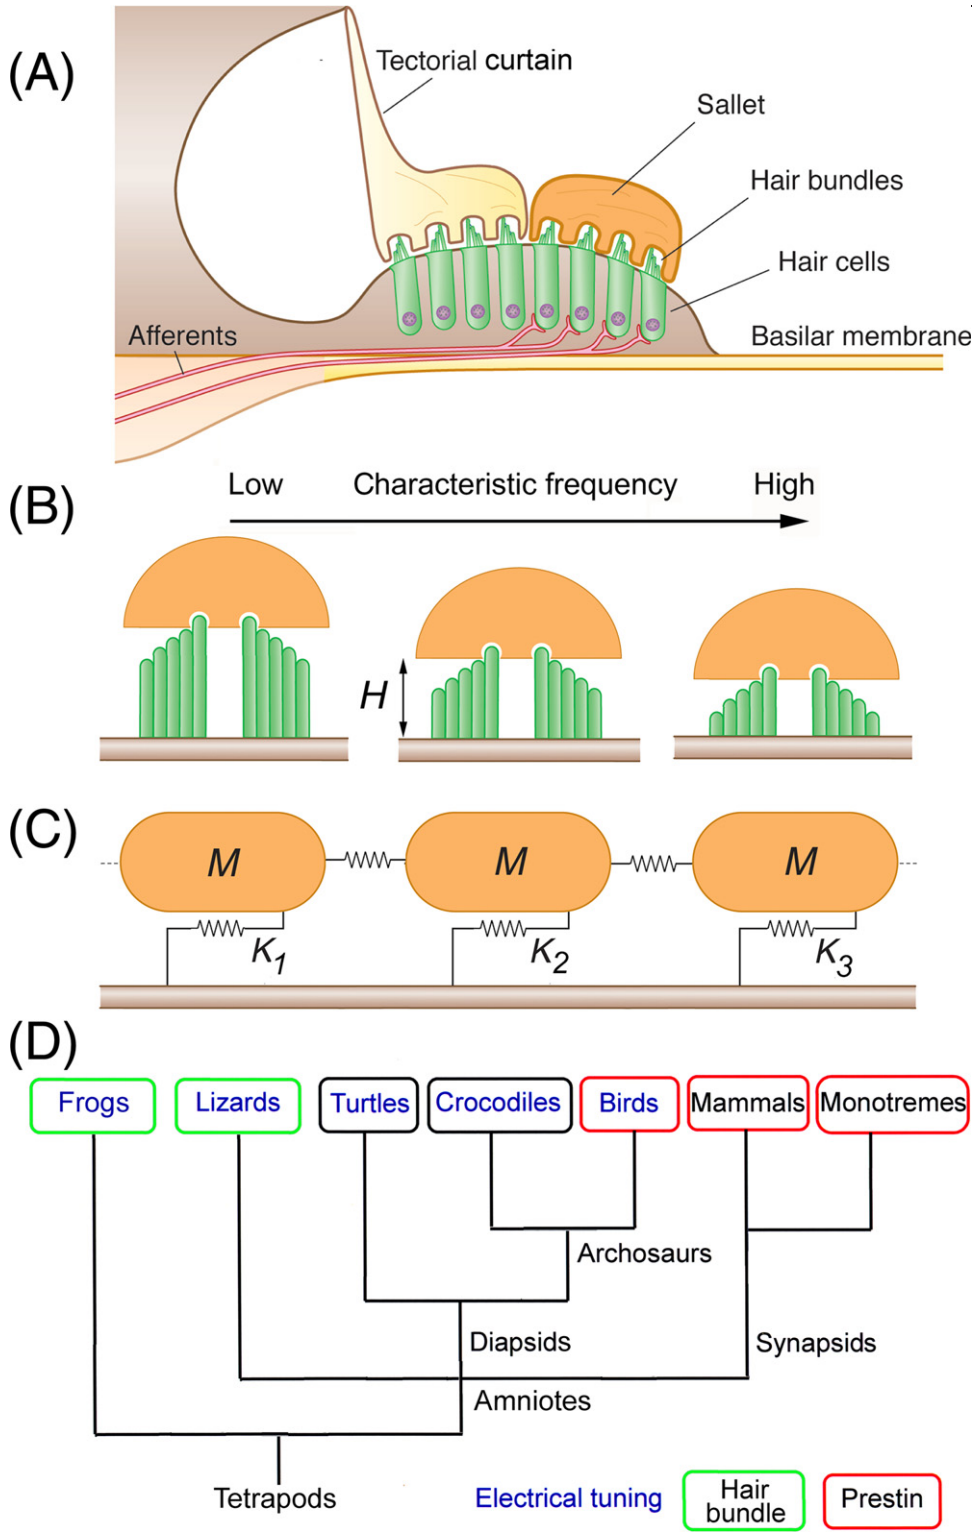 (A)
Tectorial curtain
Sallet
Hair bundles
Hair cells
Afferents
Basilar membrane
(B)
Low Characteristic frequency High
H
(C)
M M M
K1 K2 K3
(D)
Frogs Lizards Turtles Crocodiles Birds Mammals Monotremes
Archosaurs
Diapsids Synapsids
Amniotes
Tetrapods Electrical tuning Hair
bundle Prestin